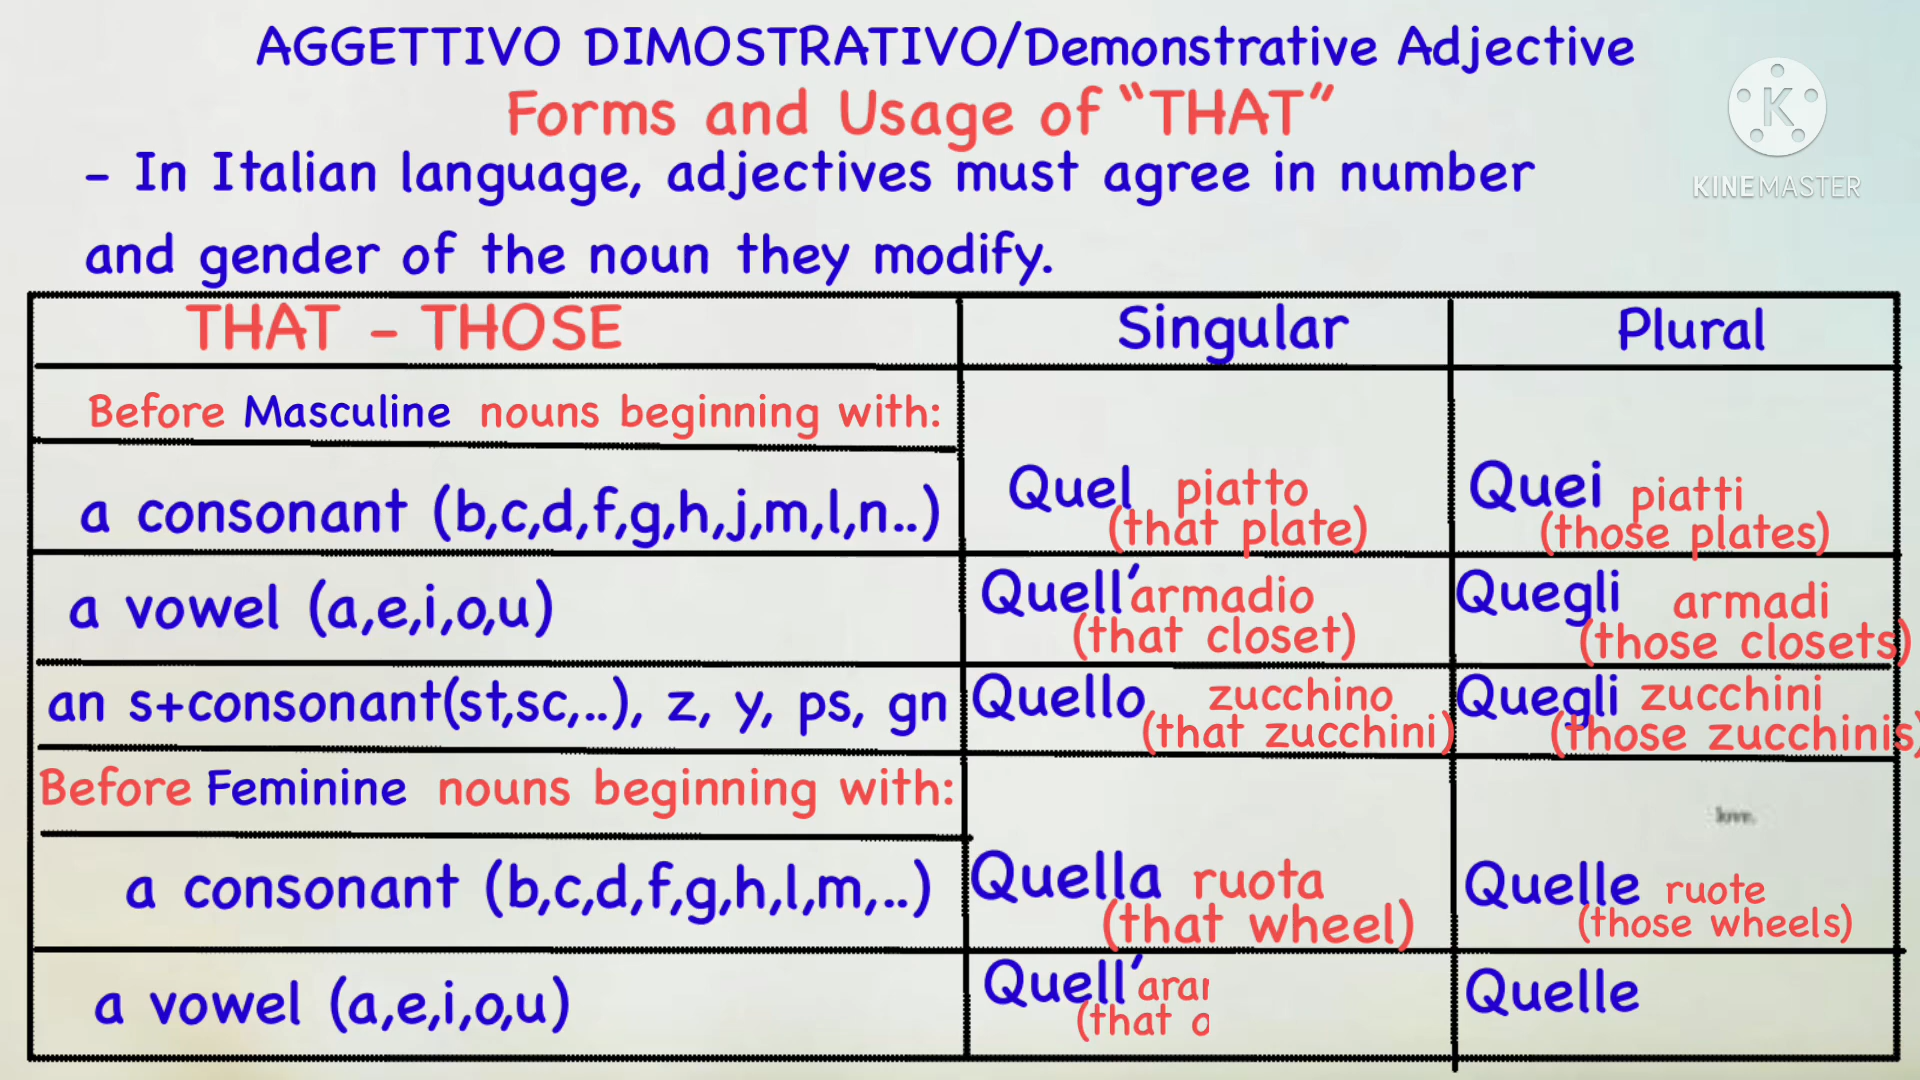 AGGETTIVO DIMOSTRATIVO/Demonstrative Adjective
Forms and Usage of “THAT”
- In Italian language, adjectives must agree in number
and gender of the noun they modify.
KINEMASTER
THAT - THOSE Singular Plural
Before Masculine nouns beginning with:
a consonant (b,c,d,f,g,h,j,m,l,n..) Quel piatto Quei piatti
(that plate) (those plates)
a vowel (a,e,i,o,u) Quell’armadio Quegli armadi
(that closet) (those closets)
an s+consonant(st,sc,..), z, y, ps, gn Quello zucchino Quegli zucchini
(that zucchini) (those zucchinis)
Before Feminine nouns beginning with:
love.
a consonant (b,c,d,f,g,h,l,m,..) Quella ruota Quelle ruote
(that wheel) (those wheels)
a vowel (a,e,i,o,u) Quell’ Quelle
(that